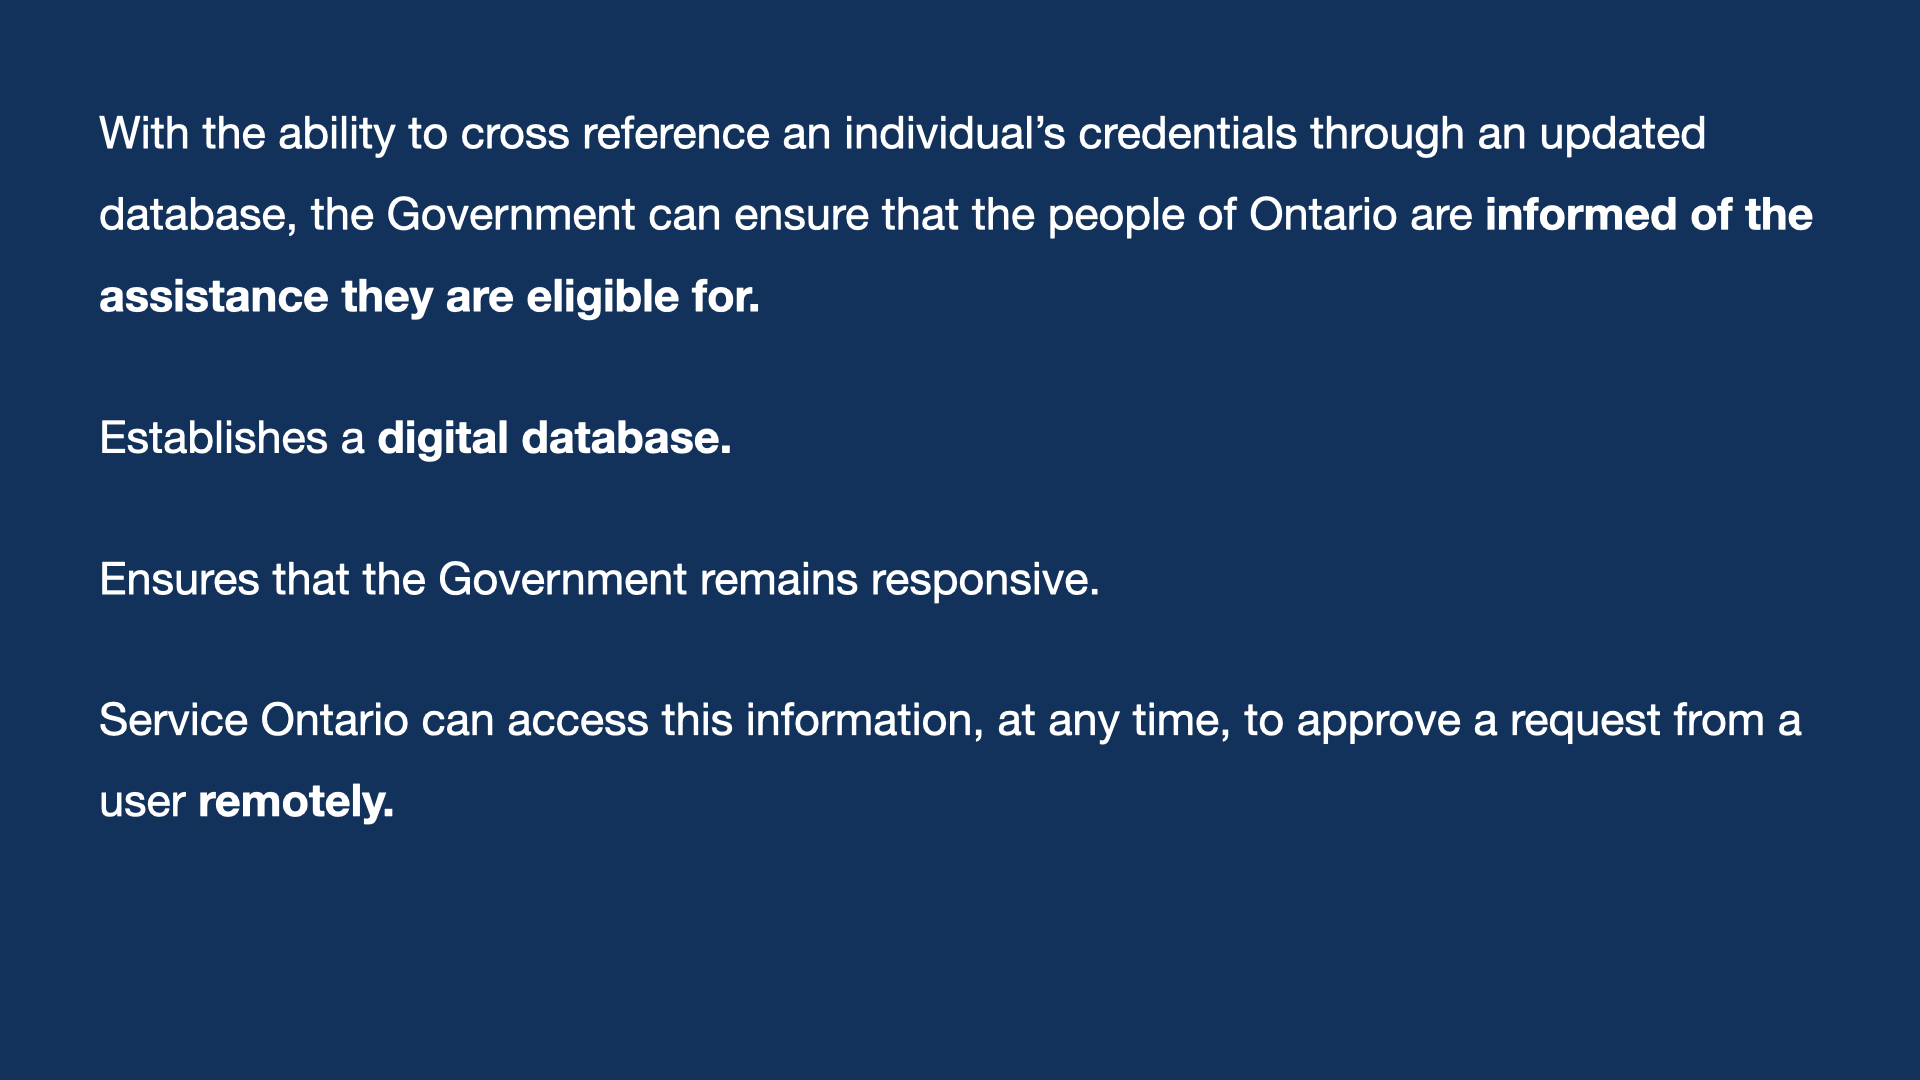 With the ability to cross reference an individual’s credentials through an updated
database, the Government can ensure that the people of Ontario are informed of the
assistance they are eligible for.
Establishes a digital database.
Ensures that the Government remains responsive.
Service Ontario can access this information, at any time, to approve a request from a
user remotely.